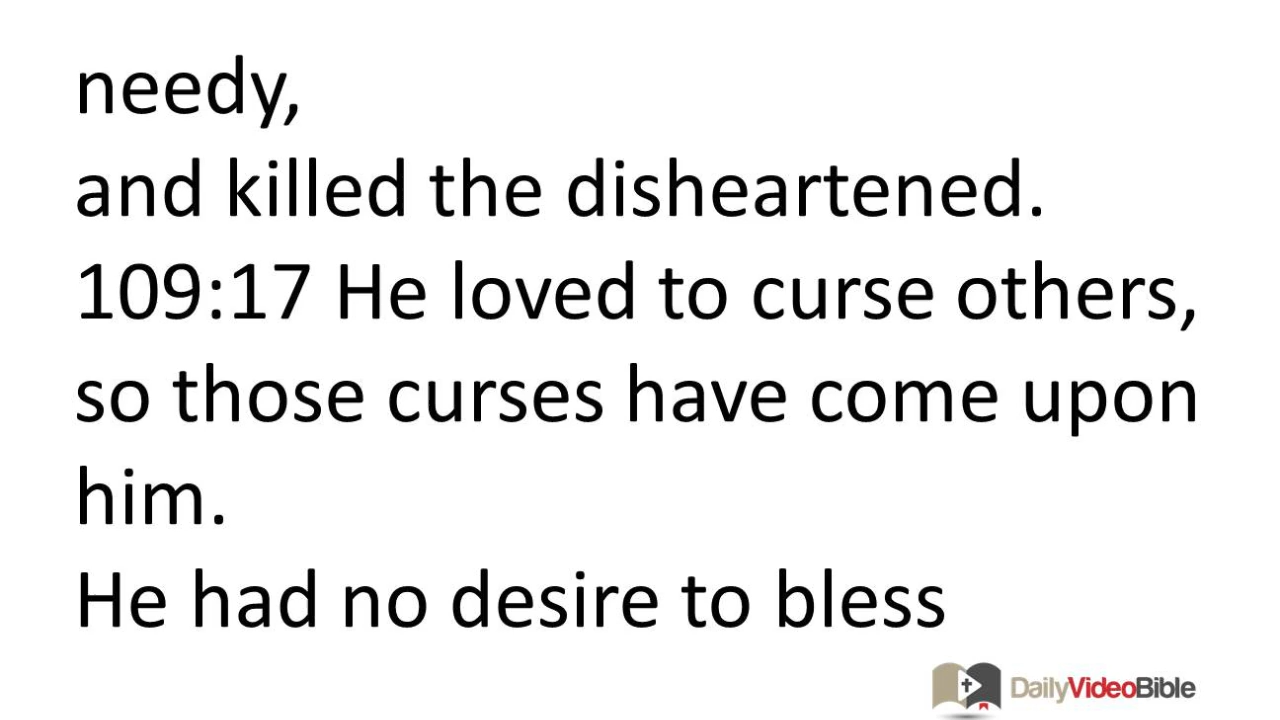 needy,
and killed the disheartened.
109:17 He loved to curse others,
so those curses have come upon
him.
He had no desire to bless
DailyVideoBible